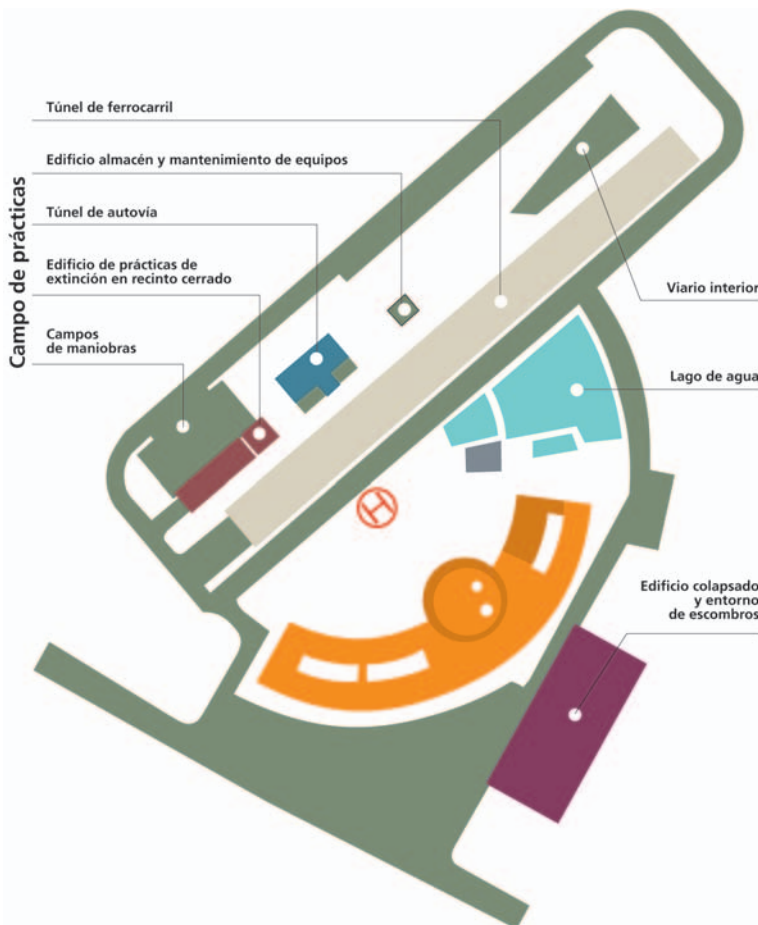 Campo de prácticas
Túnel de ferrocarril
Edificio almacén y mantenimiento de equipos
Túnel de autovía
Edificio de prácticas de
extinción en recinto cerrado
Campos
de maniobras
Viario interior
Lago de agua
H
Edificio colapsado
y entorno
de escombros